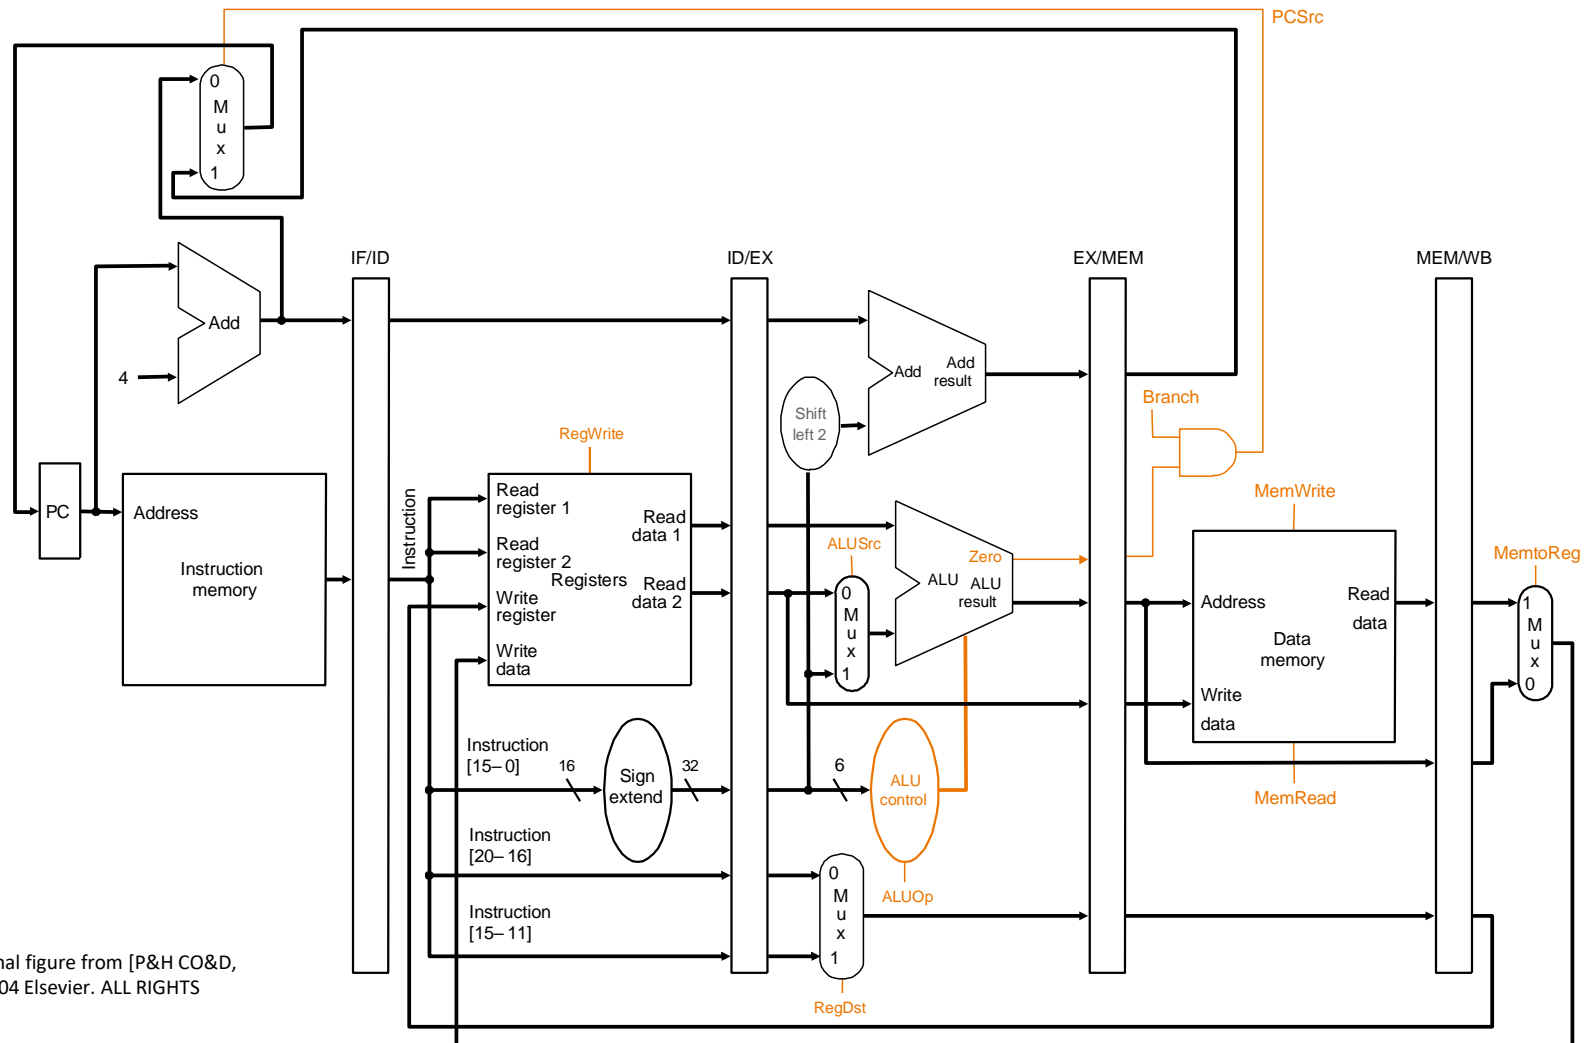 PCSrc
0
M
u
x
1
IF/ID
ID/EX
EX/MEM
MEM/WB
Add
4
Add
Add
result
Shift
left 2
Branch
RegWrite
PC
Address
Instruction
memory
Instruction
Read
register 1
Read
register 2
Write
register
Write
data
Registers
Read
data 1
Read
data 2
ALUSrc
0
M
u
x
1
Zero
ALU
ALU
result
MemWrite
Address
Read
data
Data
memory
Write
data
MemRead
MemtoReg
1
M
u
x
0
Instruction
[15–0]
16
Sign
extend
32
6
ALU
control
ALUOp
Instruction
[20–16]
Instruction
[15–11]
0
M
u
x
1
RegDst
nal figure from [P&H CO&D,
04 Elsevier. ALL RIGHTS